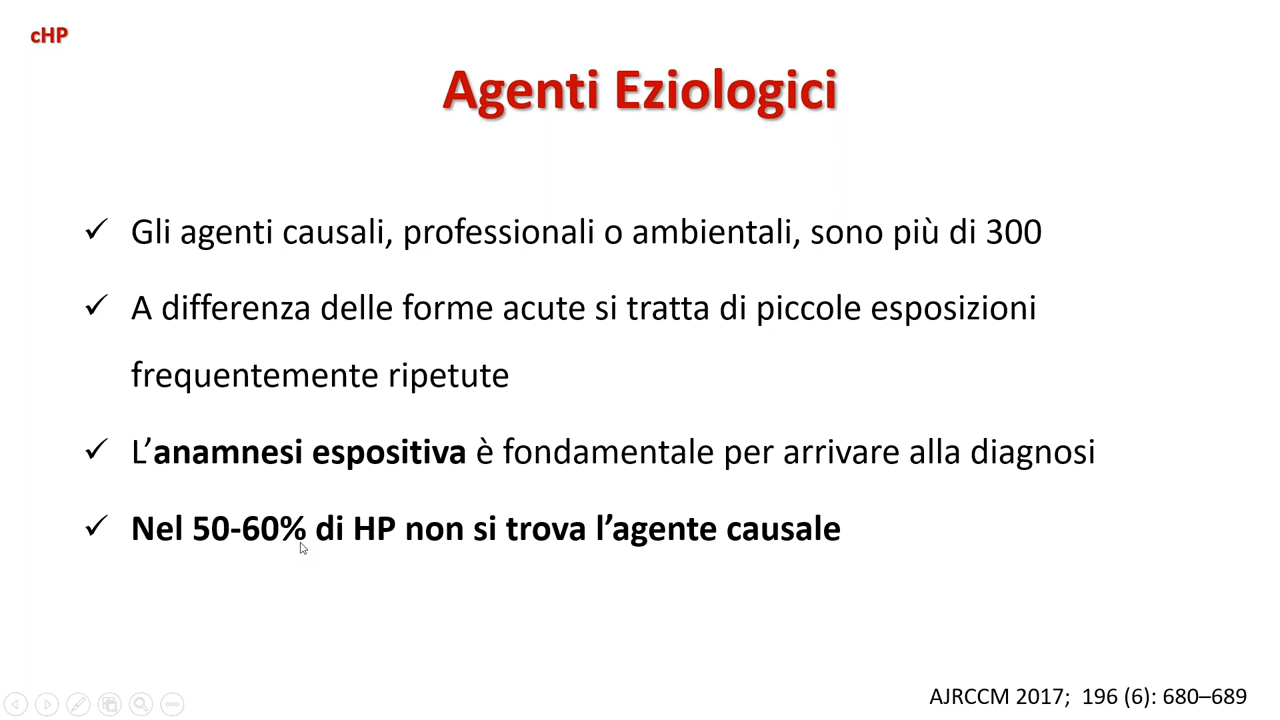 cHP
Agenti Eziologici
✓ Gli agenti causali, professionali o ambientali, sono più di 300
✓ A differenza delle forme acute si tratta di piccole esposizioni
frequentemente ripetute
✓ L’anamnesi espositiva è fondamentale per arrivare alla diagnosi
✓ Nel 50-60% di HP non si trova l’agente causale
AJRCCM 2017; 196 (6): 680–689